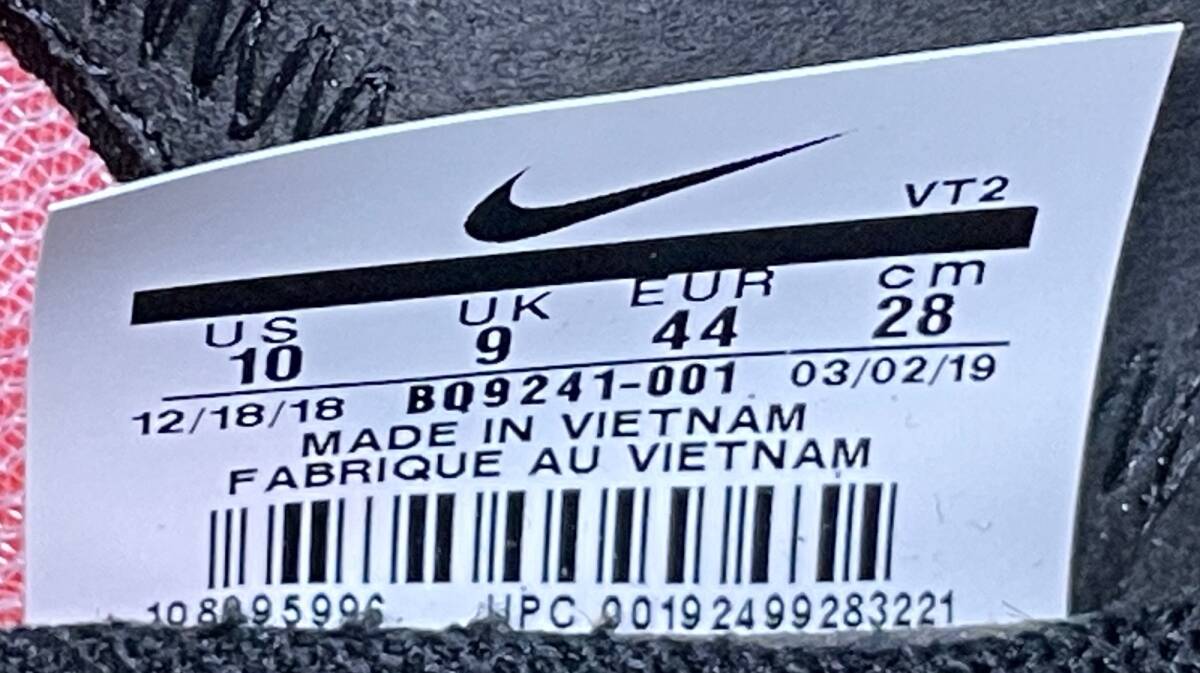 VT2
US UK EUR cm
10 9 44 28
12/18/18 BQ9241-001 03/02/19
MADE IN VIETNAM
FABRIQUE AU VIETNAM
UPC 00192499283221